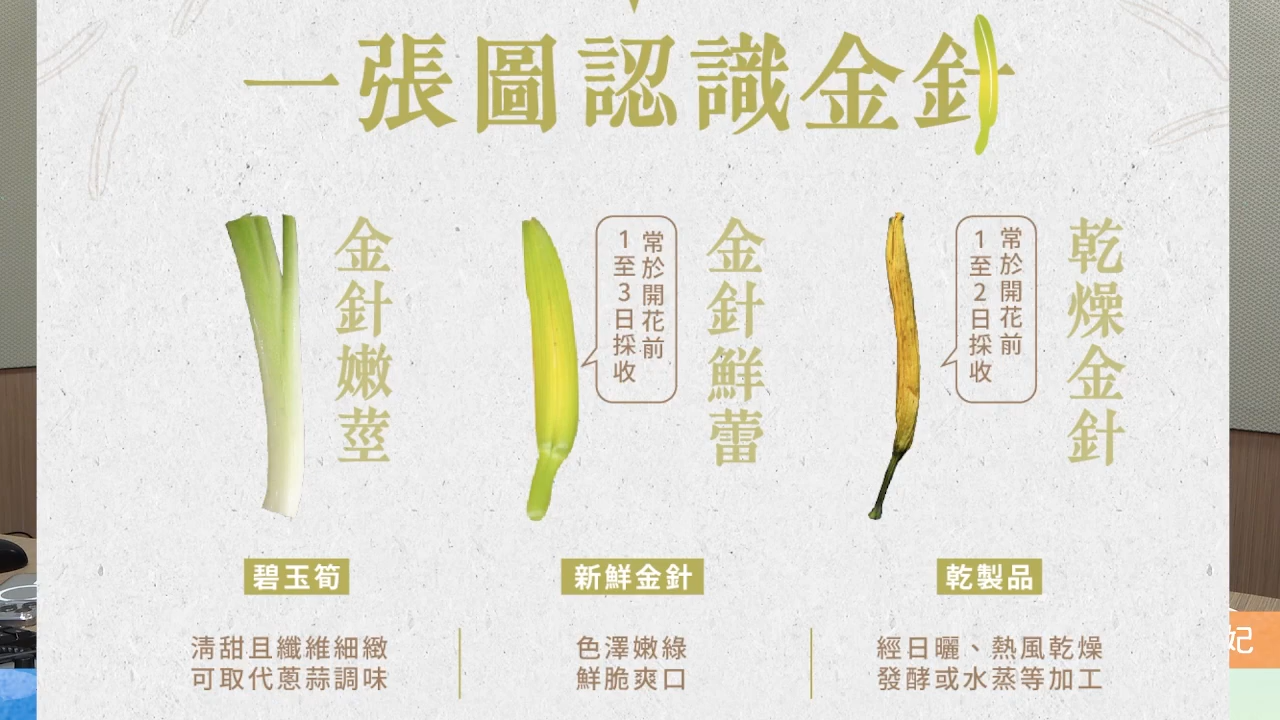 一張圖認識金針
金針嫩莖
碧玉筍
清甜且纖維細緻
可取代蔥蒜調味
金針鮮蕾
常於開花前
1至3日採收
新鮮金針
色澤嫩綠
鮮脆爽口
乾燥金針
常於開花前
1至2日採收
乾製品
經日曬、熱風乾燥
發酵或水蒸等加工
妃